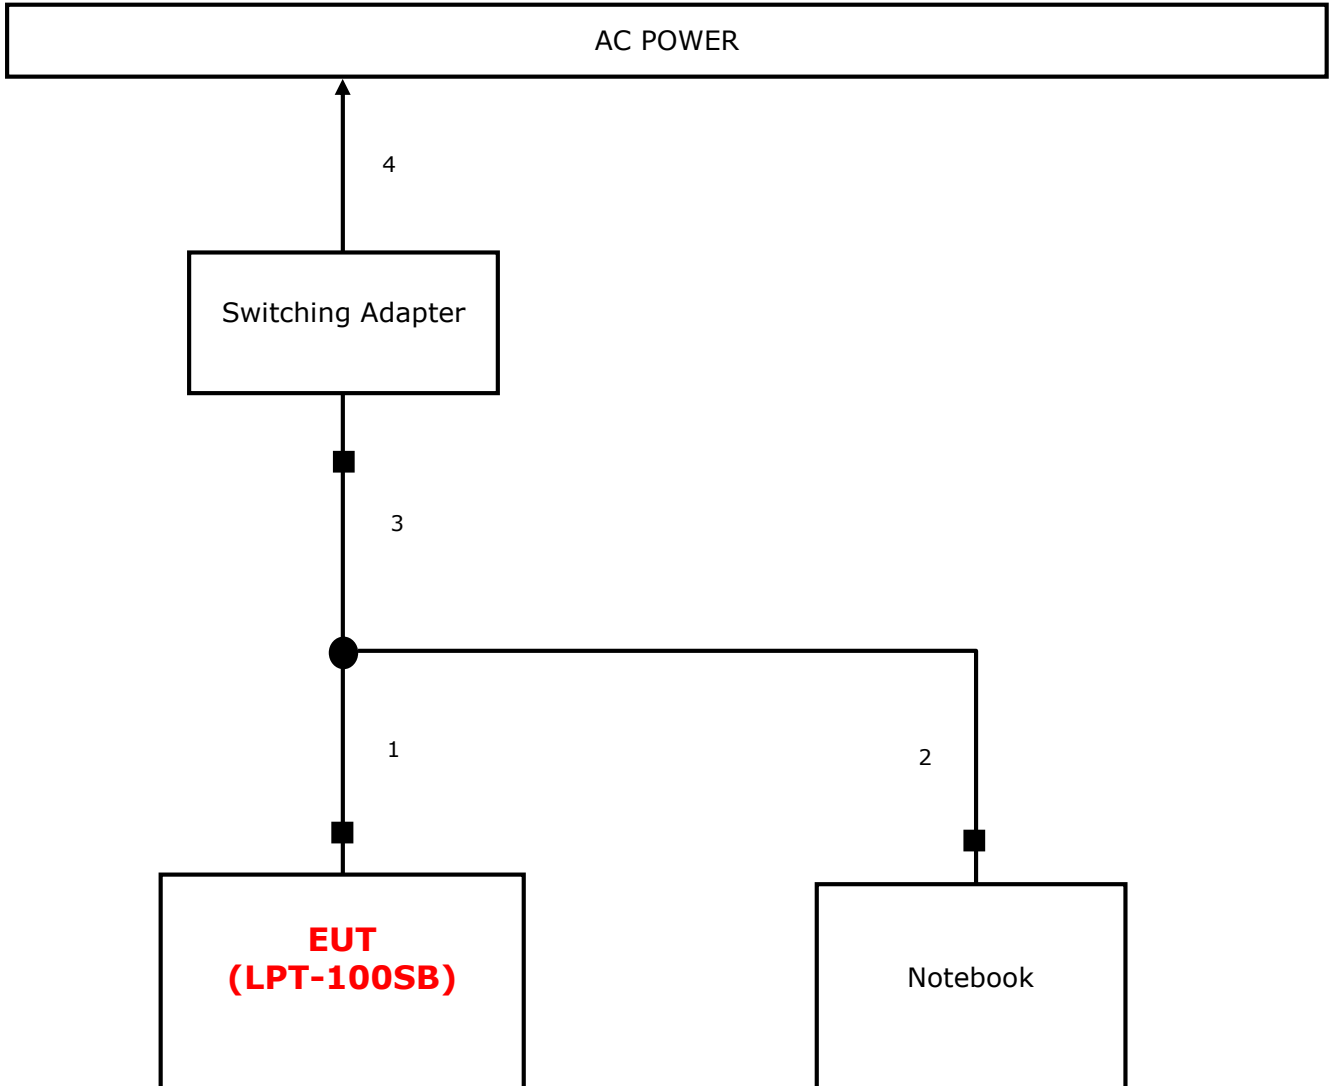 AC POWER
4
Switching Adapter
3
1
2
EUT
(LPT-100SB)
Notebook